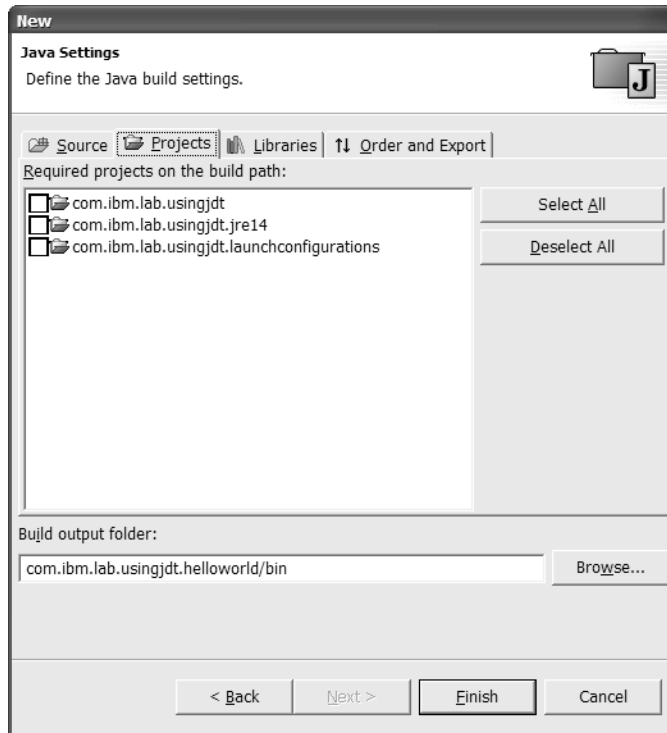 New
Java Settings
Define the Java build settings.
J
Source Projects Libraries Order and Export
Required projects on the build path:
com.ibm.lab.usingjdt
com.ibm.lab.usingjdt.jre14
com.ibm.lab.usingjdt.launchconfigurations
Select All
Deselect All
Build output folder:
com.ibm.lab.usingjdt.helloworld/bin
Browse...
< Back Next > Finish Cancel